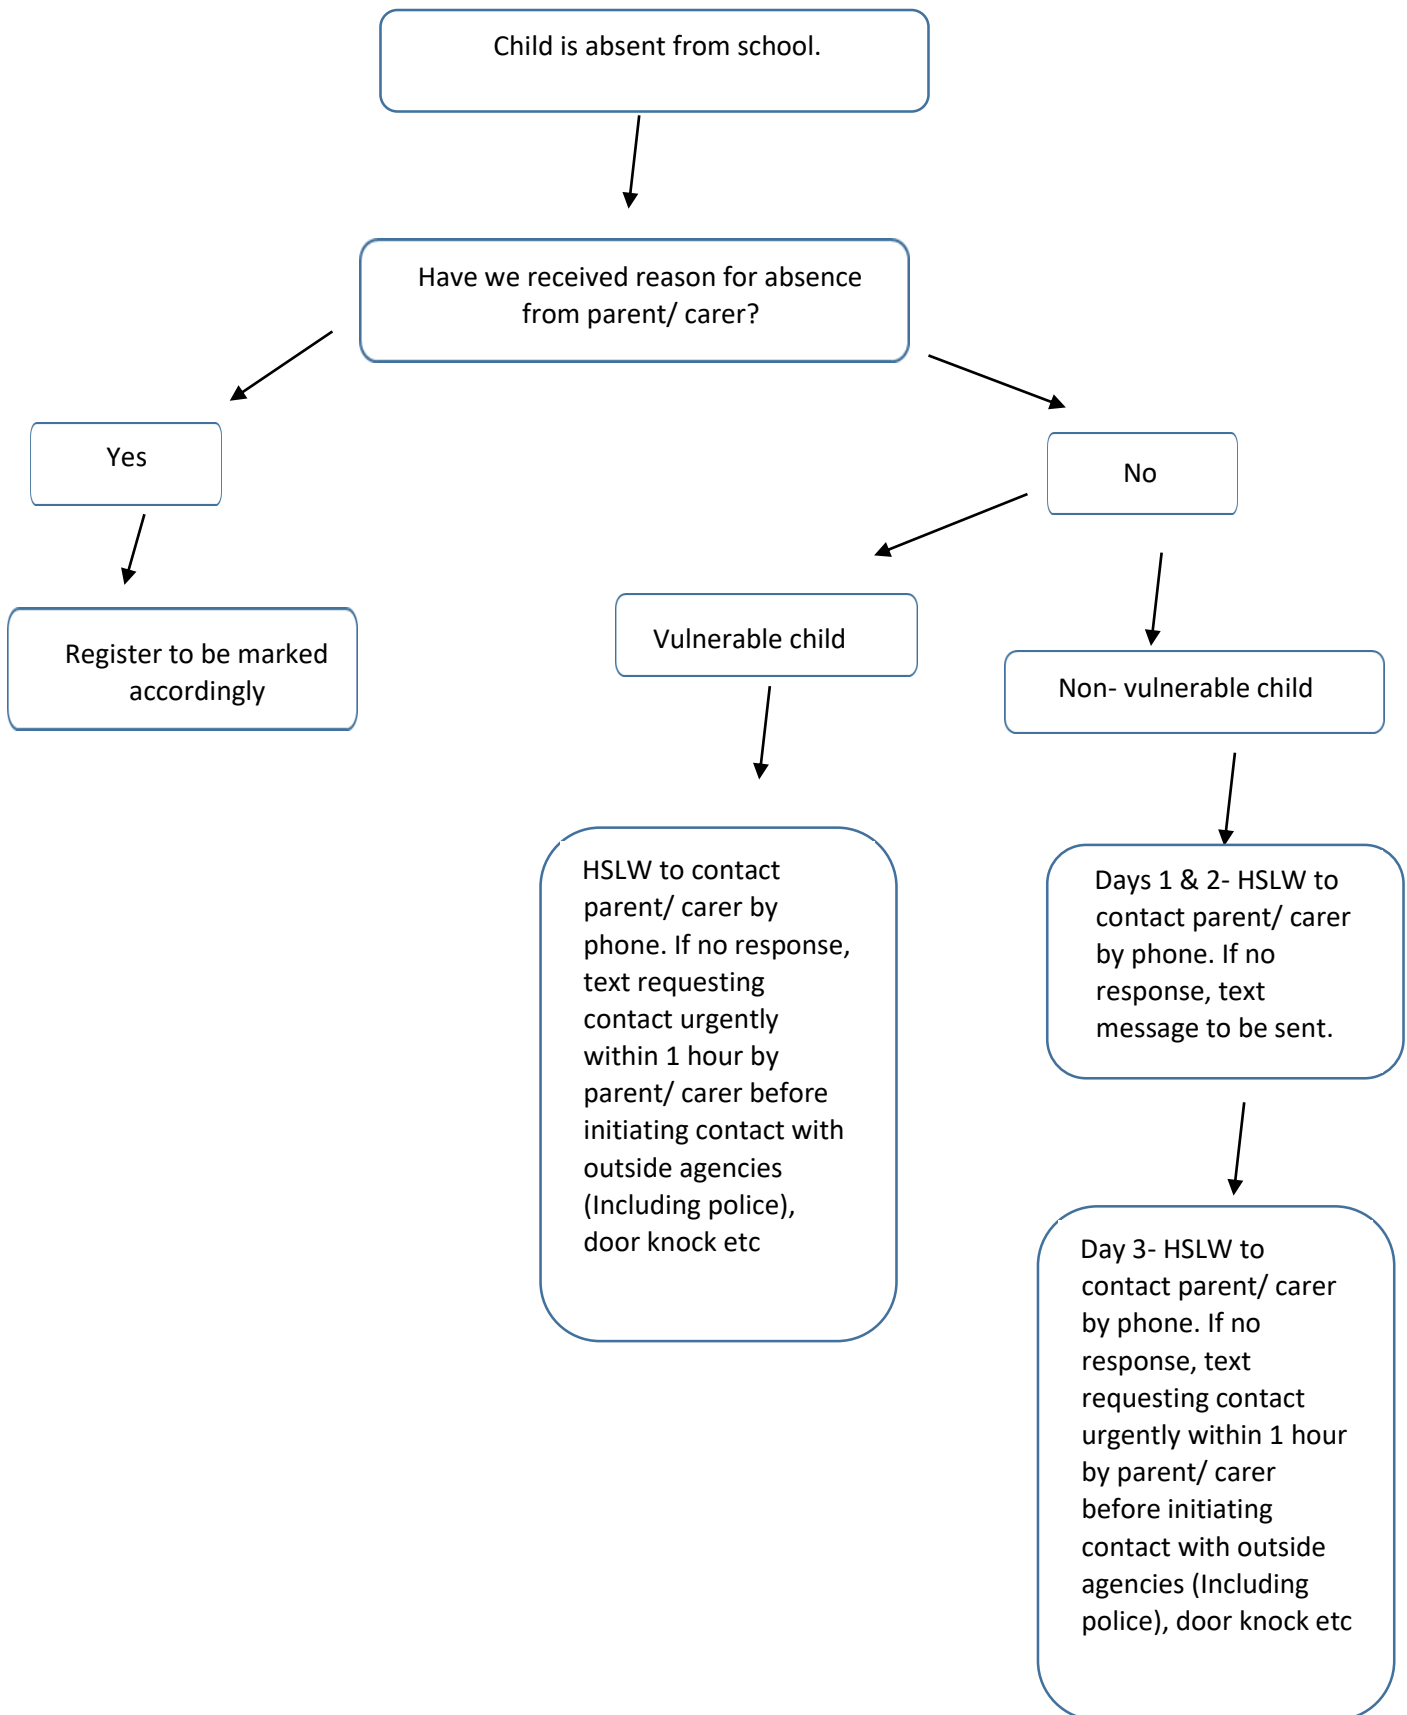 Child is absent from school.
Have we received reason for absence
from parent/ carer?
Yes
No
Register to be marked
accordingly
Vulnerable child
Non- vulnerable child
HSLW to contact
parent/ carer by
phone. If no response,
text requesting
contact urgently
within 1 hour by
parent/ carer before
initiating contact with
outside agencies
(Including police),
door knock etc
Days 1 & 2- HSLW to
contact parent/ carer
by phone. If no
response, text
message to be sent.
Day 3- HSLW to
contact parent/ carer
by phone. If no
response, text
requesting contact
urgently within 1 hour
by parent/ carer
before initiating
contact with outside
agencies (Including
police), door knock etc